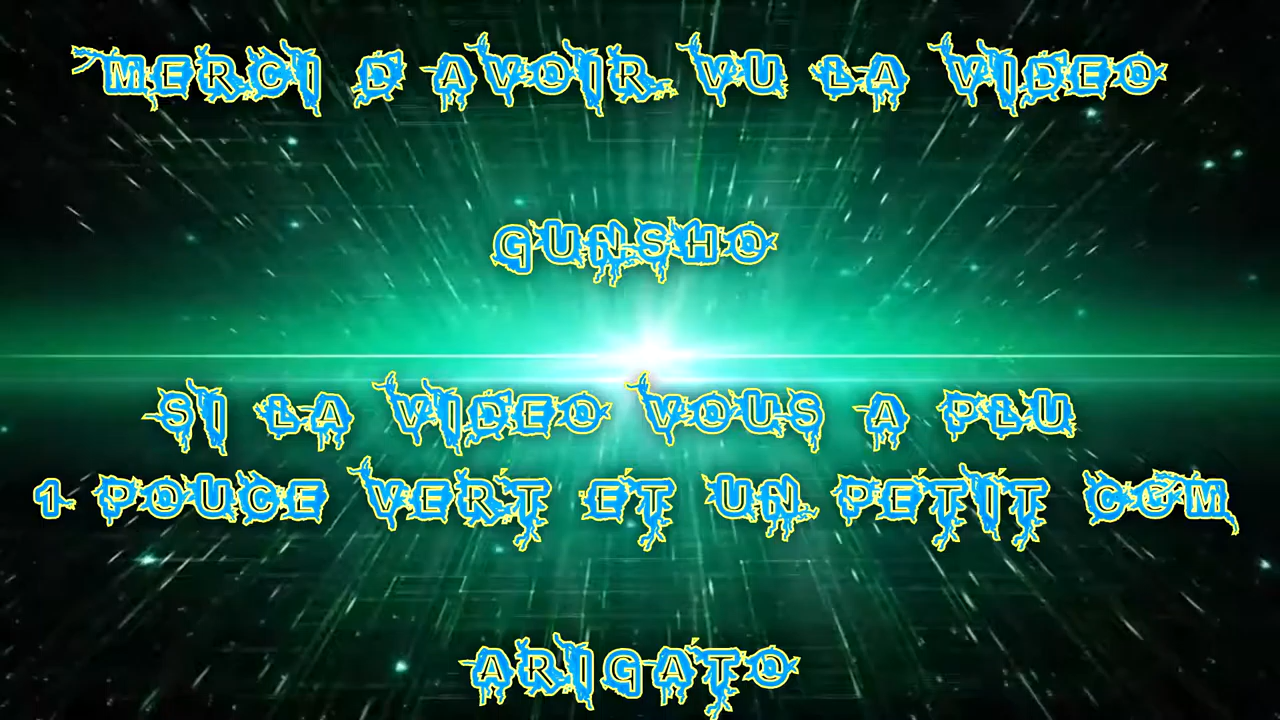 MERCI D AVOIR VU LA VIDEO
GUNSHO
SI LA VIDEO VOUS A PLU
1 POUCE VERT ET UN PETIT COM
ARIGATO